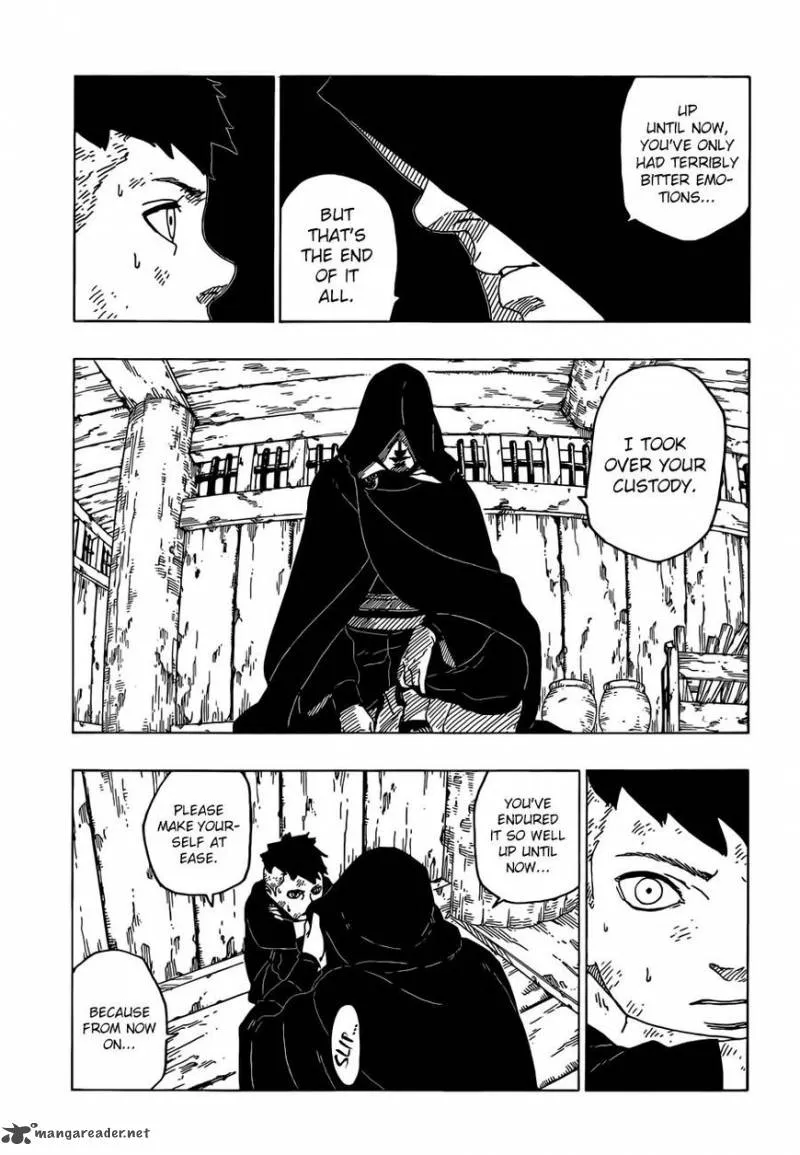 UP
UNTIL NOW,
YOU'VE ONLY
HAD TERRIBLY
BITTER EMO-
TIONS...
BUT
THAT'S
THE END
OF IT
ALL.
I TOOK
OVER YOUR
CUSTODY.
YOU'VE
ENDURED
IT SO WELL
UP UNTIL
NOW...
PLEASE
MAKE YOUR-
SELF AT
EASE.
BECAUSE
FROM NOW
ON...
SLIP...
mangareader.net